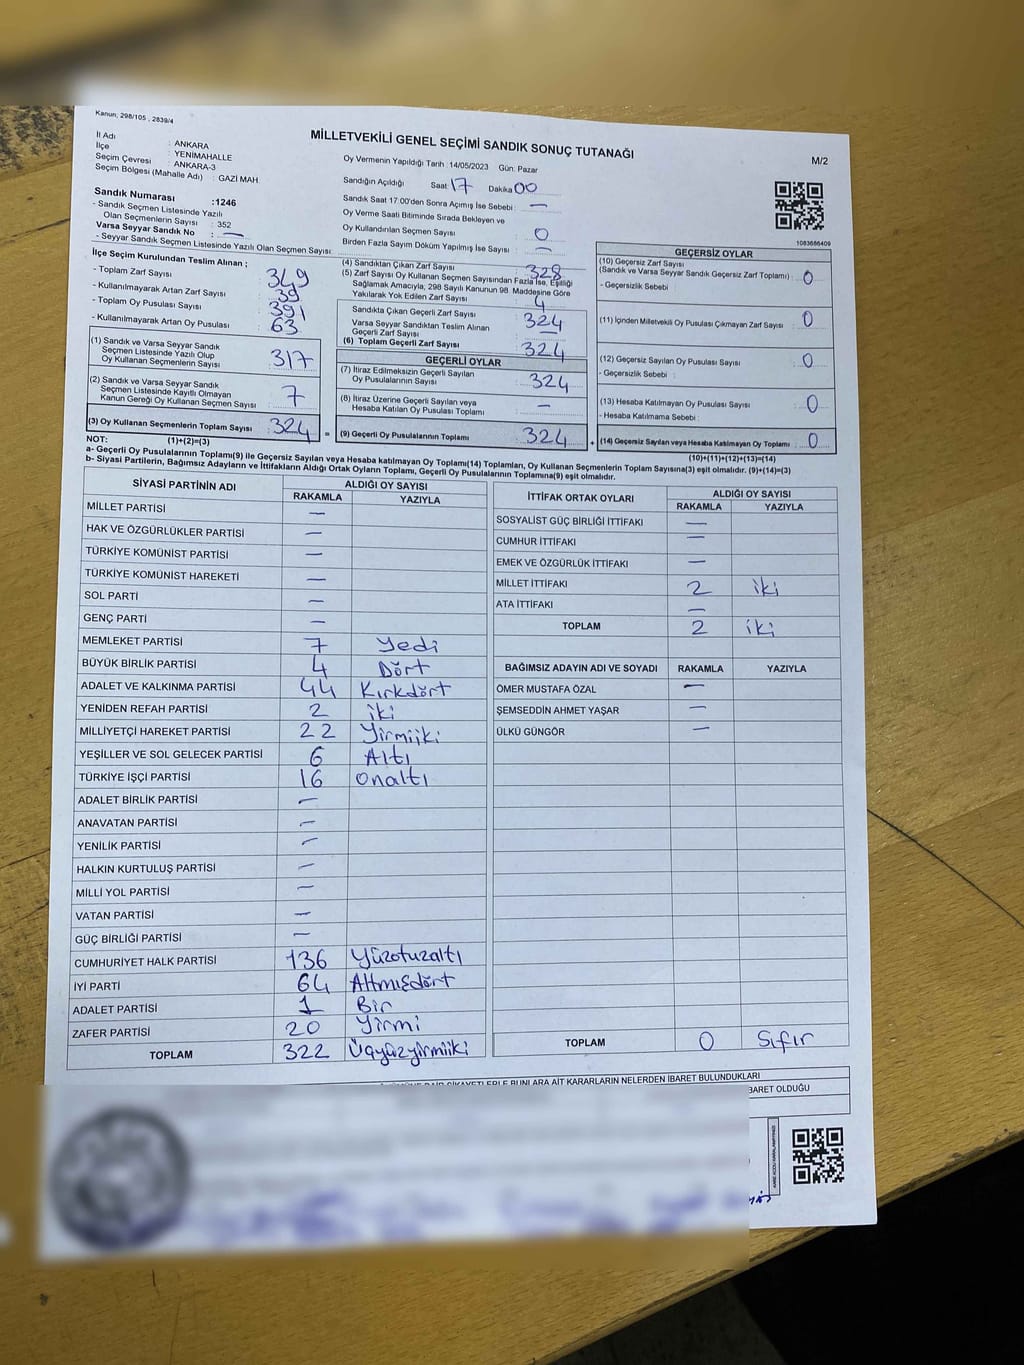 Kanun, 298/105 , 2839/4
MİLLETVEKİLİ GENEL SEÇİMİ SANDIK SONUÇ TUTANAĞI
M/2
İl Adı : ANKARA
İlçe : YENİMAHALLE
Seçim Çevresi : ANKARA-3
Seçim Bölgesi (Mahalle Adı) : GAZİ MAH.
Oy Vermenin Yapıldığı Tarih :14/05/2023 Gün: Pazar
Sandığın Açıldığı Saat 17 Dakika 00
Sandık Saat 17.00'den Sonra Açımış İse Sebebi : —
Oy Verme Saati Bitiminde Sırada Bekleyen ve
Oy Kullandırılan Seçmen Sayısı : 0
Birden Fazla Sayım Döküm Yapılmış İse Sayısı : —
Sandık Numarası :1246
- Sandık Seçmen Listesinde Yazılı
Olan Seçmenlerin Sayısı : 352
Varsa Seyyar Sandık No : —
- Seyyar Sandık Seçmen Listesinde Yazılı Olan Seçmen Sayısı:
1083686409
İlçe Seçim Kurulundan Teslim Alınan ;
- Toplam Zarf Sayısı : 349
- Kullanılmayarak Artan Zarf Sayısı : 39
- Toplam Oy Pusulası Sayısı : 391
- Kullanılmayarak Artan Oy Pusulası : 63
(1) Sandık ve Varsa Seyyar Sandık
Seçmen Listesinde Yazılı Olup
Oy Kullanan Seçmenlerin Sayısı : 317
(2) Sandık ve Varsa Seyyar Sandık
Seçmen Listesinde Kayıtlı Olmayan
Kanun Gereği Oy Kullanan Seçmen Sayısı : 7
(3) Oy Kullanan Seçmenlerin Toplam Sayısı : 324
(4) Sandıktan Çıkan Zarf Sayısı : 328
(5) Zarf Sayısı Oy Kullanan Seçmen Sayısından Fazla İse, Eşitliği
Sağlamak Amacıyla, 298 Sayılı Kanunun 98. Maddesine Göre
Yakılarak Yok Edilen Zarf Sayısı : 4
Sandıkta Çıkan Geçerli Zarf Sayısı : 324
Varsa Seyyar Sandıktan Teslim Alınan
Geçerli Zarf Sayısı : —
(6) Toplam Geçerli Zarf Sayısı : 324
GEÇERLİ OYLAR
(7) İtiraz Edilmeksizin Geçerli Sayılan
Oy Pusulalarının Sayısı : 324
(8) İtiraz Üzerine Geçerli Sayılan veya
Hesaba Katılan Oy Pusulası Toplamı : —
= (9) Geçerli Oy Pusulalarının Toplamı : 324 +
GEÇERSİZ OYLAR
(10) Geçersiz Zarf Sayısı
(Sandık ve Varsa Seyyar Sandık Geçersiz Zarf Toplamı) : 0
- Geçersizlik Sebebi :
(11) İçinden Milletvekili Oy Pusulası Çıkmayan Zarf Sayısı : 0
(12) Geçersiz Sayılan Oy Pusulası Sayısı : 0
- Geçersizlik Sebebi :
(13) Hesaba Katılmayan Oy Pusulası Sayısı : 0
- Hesaba Katılmama Sebebi :
(14) Geçersiz Sayılan veya Hesaba Katılmayan Oy Toplamı : 0
NOT: (1)+(2)=(3)
(10)+(11)+(12)+(13)=(14)
a- Geçerli Oy Pusulalarının Toplamı(9) ile Geçersiz Sayılan veya Hesaba katılmayan Oy Toplamı(14) Toplamları, Oy Kullanan Seçmenlerin Toplam Sayısına(3) eşit olmalıdır. (9)+(14)=(3)
b- Siyasi Partilerin, Bağımsız Adayların ve İttifakların Aldığı Ortak Oyların Toplamı, Geçerli Oy Pusulalarının Toplamına(9) eşit olmalıdır.
SİYASİ PARTİNİN ADI ALDIĞI OY SAYISI
RAKAMLA YAZIYLA
MİLLET PARTİSİ —
HAK VE ÖZGÜRLÜKLER PARTİSİ —
TÜRKİYE KOMÜNİST PARTİSİ —
TÜRKİYE KOMÜNİST HAREKETİ —
SOL PARTİ —
GENÇ PARTİ —
MEMLEKET PARTİSİ 7 Yedi
BÜYÜK BİRLİK PARTİSİ 4 Dört
ADALET VE KALKINMA PARTİSİ 44 Kırkdört
YENİDEN REFAH PARTİSİ 2 iki
MİLLİYETÇİ HAREKET PARTİSİ 22 Yirmiiki
YEŞİLLER VE SOL GELECEK PARTİSİ 6 Altı
TÜRKİYE İŞÇİ PARTİSİ 16 Onaltı
ADALET BİRLİK PARTİSİ —
ANAVATAN PARTİSİ —
YENİLİK PARTİSİ —
HALKIN KURTULUŞ PARTİSİ —
MİLLİ YOL PARTİSİ —
VATAN PARTİSİ —
GÜÇ BİRLİĞİ PARTİSİ —
CUMHURİYET HALK PARTİSİ 136 Yüzotuzaltı
İYİ PARTİ 64 Altmışdört
ADALET PARTİSİ 1 Bir
ZAFER PARTİSİ 20 Yirmi
TOPLAM 322 Üçyüzyirmiiki
İTTİFAK ORTAK OYLARI ALDIĞI OY SAYISI
RAKAMLA YAZIYLA
SOSYALİST GÜÇ BİRLİĞİ İTTİFAKI —
CUMHUR İTTİFAKI —
EMEK VE ÖZGÜRLÜK İTTİFAKI —
MİLLET İTTİFAKI 2 iki
ATA İTTİFAKI —
TOPLAM 2 iki
BAĞIMSIZ ADAYIN ADI VE SOYADI RAKAMLA YAZIYLA
ÖMER MUSTAFA ÖZAL —
ŞEMSEDDİN AHMET YAŞAR —
ÜLKÜ GÜNGÖR —
TOPLAM 0 Sıfır
BUNLARA AİT KARARLARIN NELERDEN İBARET BULUNDUKLARI
İBARET OLDUĞU